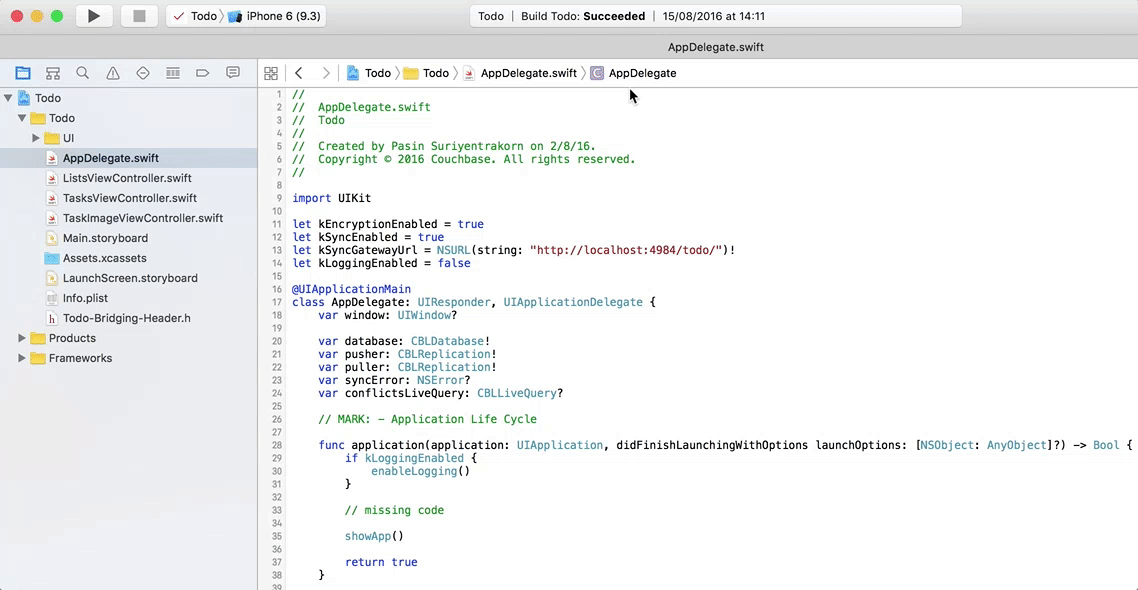 Todo 〉 iPhone 6 (9.3)
Todo | Build Todo: Succeeded | 15/08/2016 at 14:11
AppDelegate.swift
Todo 〉 Todo 〉 AppDelegate.swift 〉 C AppDelegate
Todo
Todo
UI
AppDelegate.swift
ListsViewController.swift
TasksViewController.swift
TaskImageViewController.swift
Main.storyboard
Assets.xcassets
LaunchScreen.storyboard
Info.plist
h Todo-Bridging-Header.h
Products
Frameworks
1 //
2 //  AppDelegate.swift
3 //  Todo
4 //
5 //  Created by Pasin Suriyentrakorn on 2/8/16.
6 //  Copyright © 2016 Couchbase. All rights reserved.
7 //
8
9 import UIKit
10
11 let kEncryptionEnabled = true
12 let kSyncEnabled = true
13 let kSyncGatewayUrl = NSURL(string: "http://localhost:4984/todo/")!
14 let kLoggingEnabled = false
15
16 @UIApplicationMain
17 class AppDelegate: UIResponder, UIApplicationDelegate {
18     var window: UIWindow?
19
20     var database: CBLDatabase!
21     var pusher: CBLReplication!
22     var puller: CBLReplication!
23     var syncError: NSError?
24     var conflictsLiveQuery: CBLLiveQuery?
25
26     // MARK: - Application Life Cycle
27
28     func application(application: UIApplication, didFinishLaunchingWithOptions launchOptions: [NSObject: AnyObject]?) -> Bool {
29         if kLoggingEnabled {
30             enableLogging()
31         }
32
33         // missing code
34
35         showApp()
36
37         return true
38     }
39